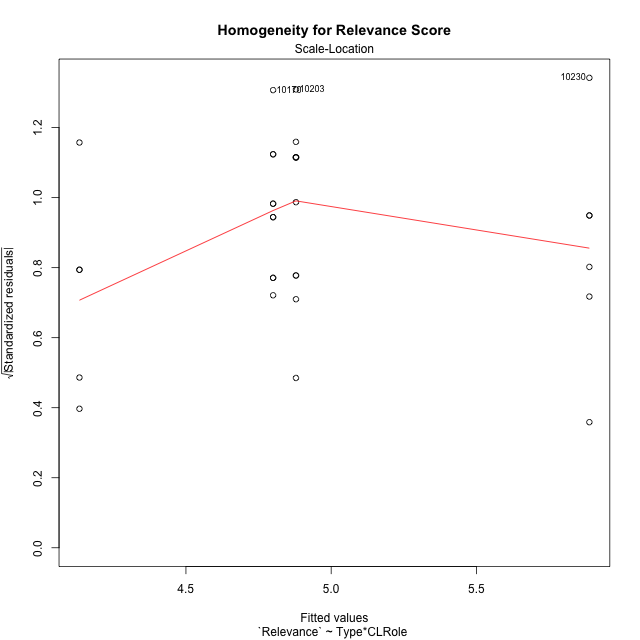 Homogeneity for Relevance Score
Scale-Location
10203
10230
1.2
1.0
0.8
0.6
0.4
0.2
0.0
√|Standardized residuals|
4.5 5.0 5.5
Fitted values
`Relevance` ~ Type*CLRole